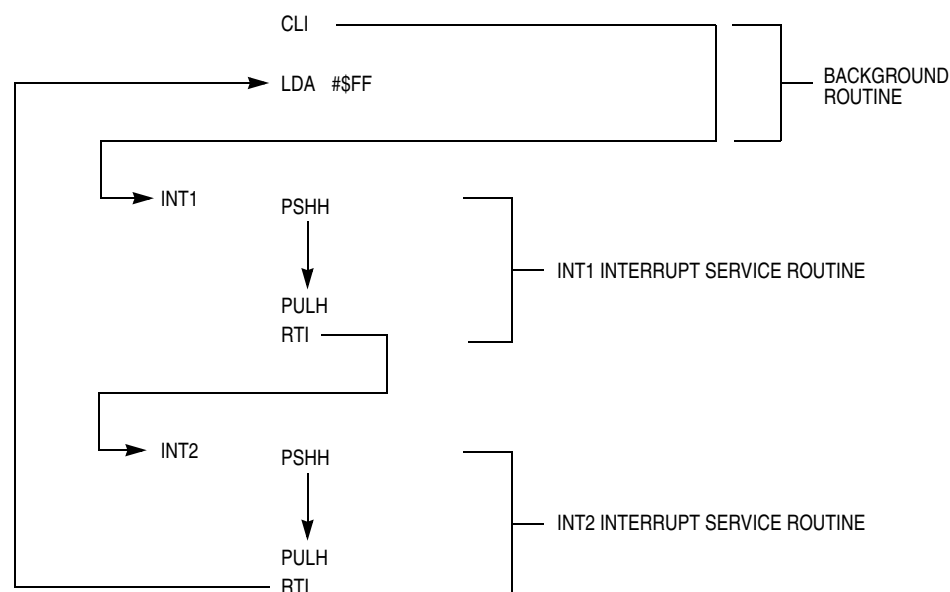 CLI
LDA #$FF
BACKGROUND
ROUTINE
INT1
PSHH
INT1 INTERRUPT SERVICE ROUTINE
PULH
RTI
INT2
PSHH
INT2 INTERRUPT SERVICE ROUTINE
PULH
RTI